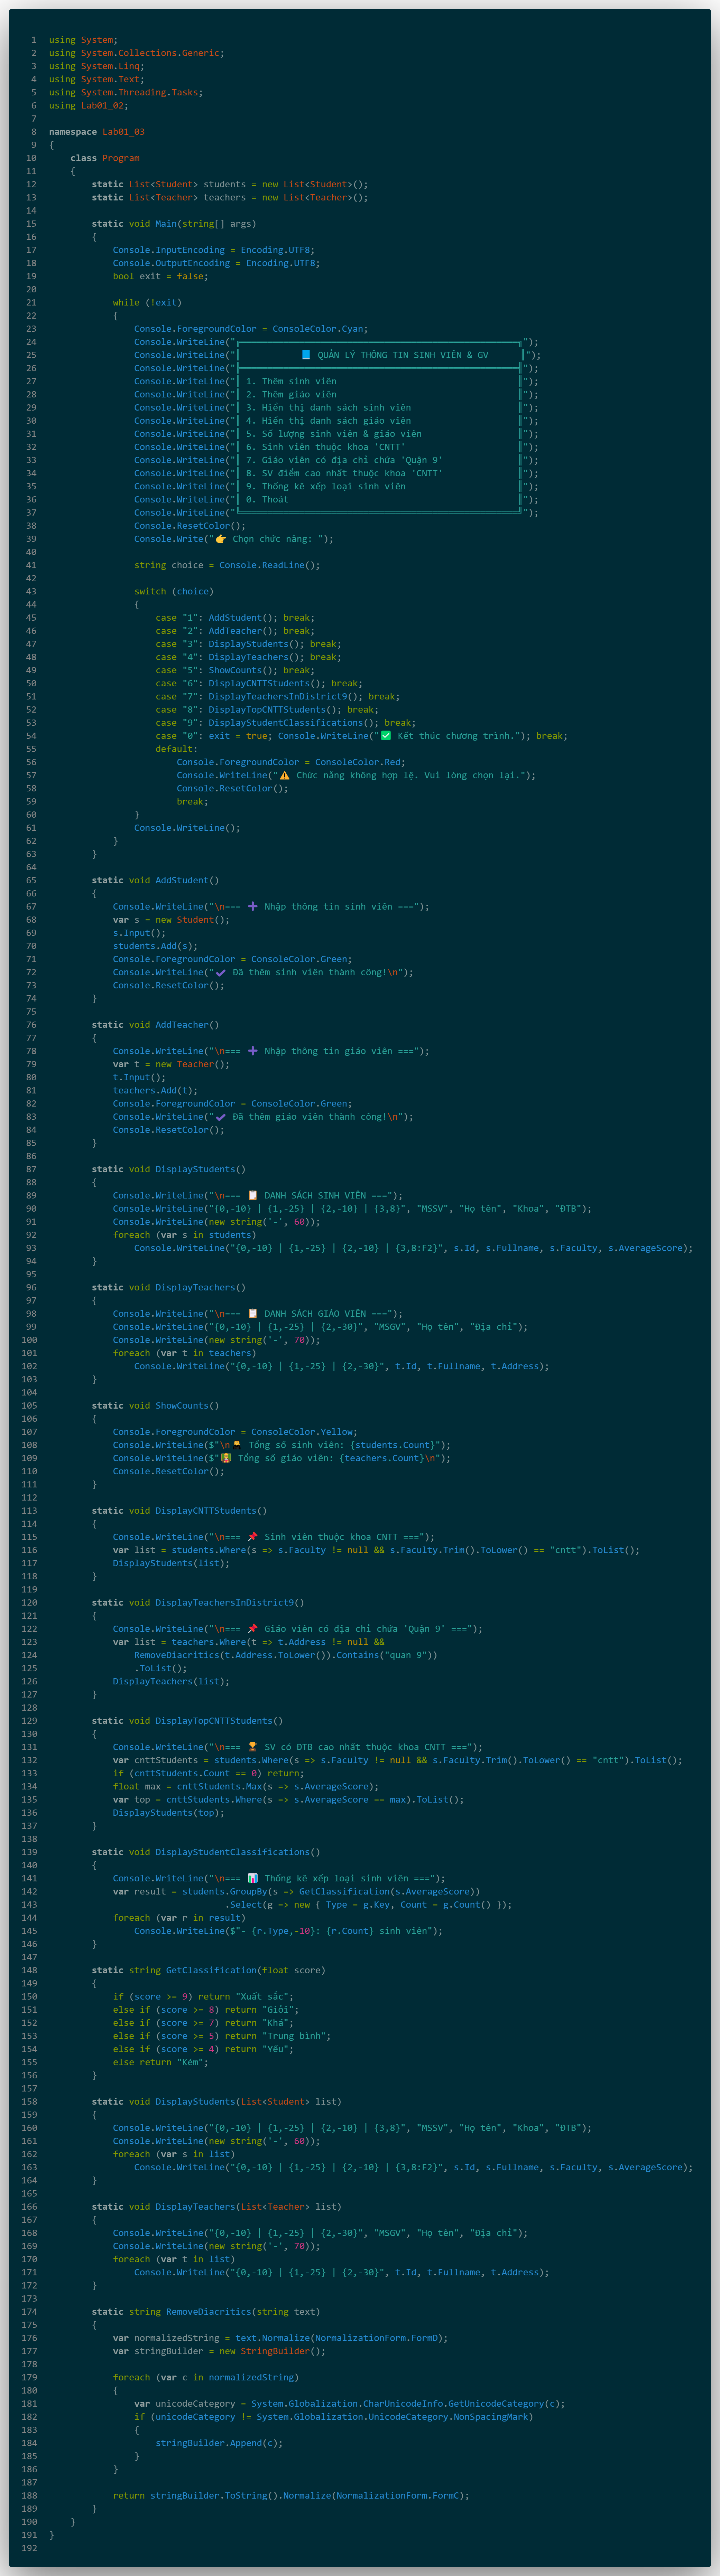 1 using System;
2 using System.Collections.Generic;
3 using System.Linq;
4 using System.Text;
5 using System.Threading.Tasks;
6 using Lab01_02;
7
8 namespace Lab01_03
9 {
10     class Program
11     {
12         static List<Student> students = new List<Student>();
13         static List<Teacher> teachers = new List<Teacher>();
14
15         static void Main(string[] args)
16         {
17             Console.InputEncoding = Encoding.UTF8;
18             Console.OutputEncoding = Encoding.UTF8;
19             bool exit = false;
20
21             while (!exit)
22             {
23                 Console.ForegroundColor = ConsoleColor.Cyan;
24                 Console.WriteLine("╔════════════════════════════════════════════════════╗");
25                 Console.WriteLine("║           📘 QUẢN LÝ THÔNG TIN SINH VIÊN & GV      ║");
26                 Console.WriteLine("╠════════════════════════════════════════════════════╣");
27                 Console.WriteLine("║ 1. Thêm sinh viên                                  ║");
28                 Console.WriteLine("║ 2. Thêm giáo viên                                  ║");
29                 Console.WriteLine("║ 3. Hiển thị danh sách sinh viên                    ║");
30                 Console.WriteLine("║ 4. Hiển thị danh sách giáo viên                    ║");
31                 Console.WriteLine("║ 5. Số lượng sinh viên & giáo viên                  ║");
32                 Console.WriteLine("║ 6. Sinh viên thuộc khoa 'CNTT'                     ║");
33                 Console.WriteLine("║ 7. Giáo viên có địa chỉ chứa 'Quận 9'              ║");
34                 Console.WriteLine("║ 8. SV điểm cao nhất thuộc khoa 'CNTT'              ║");
35                 Console.WriteLine("║ 9. Thống kê xếp loại sinh viên                     ║");
36                 Console.WriteLine("║ 0. Thoát                                           ║");
37                 Console.WriteLine("╚════════════════════════════════════════════════════╝");
38                 Console.ResetColor();
39                 Console.Write("👉 Chọn chức năng: ");
40
41                 string choice = Console.ReadLine();
42
43                 switch (choice)
44                 {
45                     case "1": AddStudent(); break;
46                     case "2": AddTeacher(); break;
47                     case "3": DisplayStudents(); break;
48                     case "4": DisplayTeachers(); break;
49                     case "5": ShowCounts(); break;
50                     case "6": DisplayCNTTStudents(); break;
51                     case "7": DisplayTeachersInDistrict9(); break;
52                     case "8": DisplayTopCNTTStudents(); break;
53                     case "9": DisplayStudentClassifications(); break;
54                     case "0": exit = true; Console.WriteLine("✅ Kết thúc chương trình."); break;
55                     default:
56                         Console.ForegroundColor = ConsoleColor.Red;
57                         Console.WriteLine("⚠️ Chức năng không hợp lệ. Vui lòng chọn lại.");
58                         Console.ResetColor();
59                         break;
60                 }
61                 Console.WriteLine();
62             }
63         }
64
65         static void AddStudent()
66         {
67             Console.WriteLine("\n=== ➕ Nhập thông tin sinh viên ===");
68             var s = new Student();
69             s.Input();
70             students.Add(s);
71             Console.ForegroundColor = ConsoleColor.Green;
72             Console.WriteLine("✔️ Đã thêm sinh viên thành công!\n");
73             Console.ResetColor();
74         }
75
76         static void AddTeacher()
77         {
78             Console.WriteLine("\n=== ➕ Nhập thông tin giáo viên ===");
79             var t = new Teacher();
80             t.Input();
81             teachers.Add(t);
82             Console.ForegroundColor = ConsoleColor.Green;
83             Console.WriteLine("✔️ Đã thêm giáo viên thành công!\n");
84             Console.ResetColor();
85         }
86
87         static void DisplayStudents()
88         {
89             Console.WriteLine("\n=== 📋 DANH SÁCH SINH VIÊN ===");
90             Console.WriteLine("{0,-10} | {1,-25} | {2,-10} | {3,8}", "MSSV", "Họ tên", "Khoa", "ĐTB");
91             Console.WriteLine(new string('-', 60));
92             foreach (var s in students)
93                 Console.WriteLine("{0,-10} | {1,-25} | {2,-10} | {3,8:F2}", s.Id, s.Fullname, s.Faculty, s.AverageScore);
94         }
95
96         static void DisplayTeachers()
97         {
98             Console.WriteLine("\n=== 📋 DANH SÁCH GIÁO VIÊN ===");
99             Console.WriteLine("{0,-10} | {1,-25} | {2,-30}", "MSGV", "Họ tên", "Địa chỉ");
100             Console.WriteLine(new string('-', 70));
101             foreach (var t in teachers)
102                 Console.WriteLine("{0,-10} | {1,-25} | {2,-30}", t.Id, t.Fullname, t.Address);
103         }
104
105         static void ShowCounts()
106         {
107             Console.ForegroundColor = ConsoleColor.Yellow;
108             Console.WriteLine($"\n Tổng số sinh viên: {students.Count}");
109             Console.WriteLine($" Tổng số giáo viên: {teachers.Count}\n");
110             Console.ResetColor();
111         }
112
113         static void DisplayCNTTStudents()
114         {
115             Console.WriteLine("\n=== 📌 Sinh viên thuộc khoa CNTT ===");
116             var list = students.Where(s => s.Faculty != null && s.Faculty.Trim().ToLower() == "cntt").ToList();
117             DisplayStudents(list);
118         }
119
120         static void DisplayTeachersInDistrict9()
121         {
122             Console.WriteLine("\n=== 📌 Giáo viên có địa chỉ chứa 'Quận 9' ===");
123             var list = teachers.Where(t => t.Address != null &&
124                 RemoveDiacritics(t.Address.ToLower()).Contains("quan 9"))
125                 .ToList();
126             DisplayTeachers(list);
127         }
128
129         static void DisplayTopCNTTStudents()
130         {
131             Console.WriteLine("\n=== 🏆 SV có ĐTB cao nhất thuộc khoa CNTT ===");
132             var cnttStudents = students.Where(s => s.Faculty != null && s.Faculty.Trim().ToLower() == "cntt").ToList();
133             if (cnttStudents.Count == 0) return;
134             float max = cnttStudents.Max(s => s.AverageScore);
135             var top = cnttStudents.Where(s => s.AverageScore == max).ToList();
136             DisplayStudents(top);
137         }
138
139         static void DisplayStudentClassifications()
140         {
141             Console.WriteLine("\n=== 📊 Thống kê xếp loại sinh viên ===");
142             var result = students.GroupBy(s => GetClassification(s.AverageScore))
143                                  .Select(g => new { Type = g.Key, Count = g.Count() });
144             foreach (var r in result)
145                 Console.WriteLine($"- {r.Type,-10}: {r.Count} sinh viên");
146         }
147
148         static string GetClassification(float score)
149         {
150             if (score >= 9) return "Xuất sắc";
151             else if (score >= 8) return "Giỏi";
152             else if (score >= 7) return "Khá";
153             else if (score >= 5) return "Trung bình";
154             else if (score >= 4) return "Yếu";
155             else return "Kém";
156         }
157
158         static void DisplayStudents(List<Student> list)
159         {
160             Console.WriteLine("{0,-10} | {1,-25} | {2,-10} | {3,8}", "MSSV", "Họ tên", "Khoa", "ĐTB");
161             Console.WriteLine(new string('-', 60));
162             foreach (var s in list)
163                 Console.WriteLine("{0,-10} | {1,-25} | {2,-10} | {3,8:F2}", s.Id, s.Fullname, s.Faculty, s.AverageScore);
164         }
165
166         static void DisplayTeachers(List<Teacher> list)
167         {
168             Console.WriteLine("{0,-10} | {1,-25} | {2,-30}", "MSGV", "Họ tên", "Địa chỉ");
169             Console.WriteLine(new string('-', 70));
170             foreach (var t in list)
171                 Console.WriteLine("{0,-10} | {1,-25} | {2,-30}", t.Id, t.Fullname, t.Address);
172         }
173
174         static string RemoveDiacritics(string text)
175         {
176             var normalizedString = text.Normalize(NormalizationForm.FormD);
177             var stringBuilder = new StringBuilder();
178
179             foreach (var c in normalizedString)
180             {
181                 var unicodeCategory = System.Globalization.CharUnicodeInfo.GetUnicodeCategory(c);
182                 if (unicodeCategory != System.Globalization.UnicodeCategory.NonSpacingMark)
183                 {
184                     stringBuilder.Append(c);
185                 }
186             }
187
188             return stringBuilder.ToString().Normalize(NormalizationForm.FormC);
189         }
190     }
191 }
192